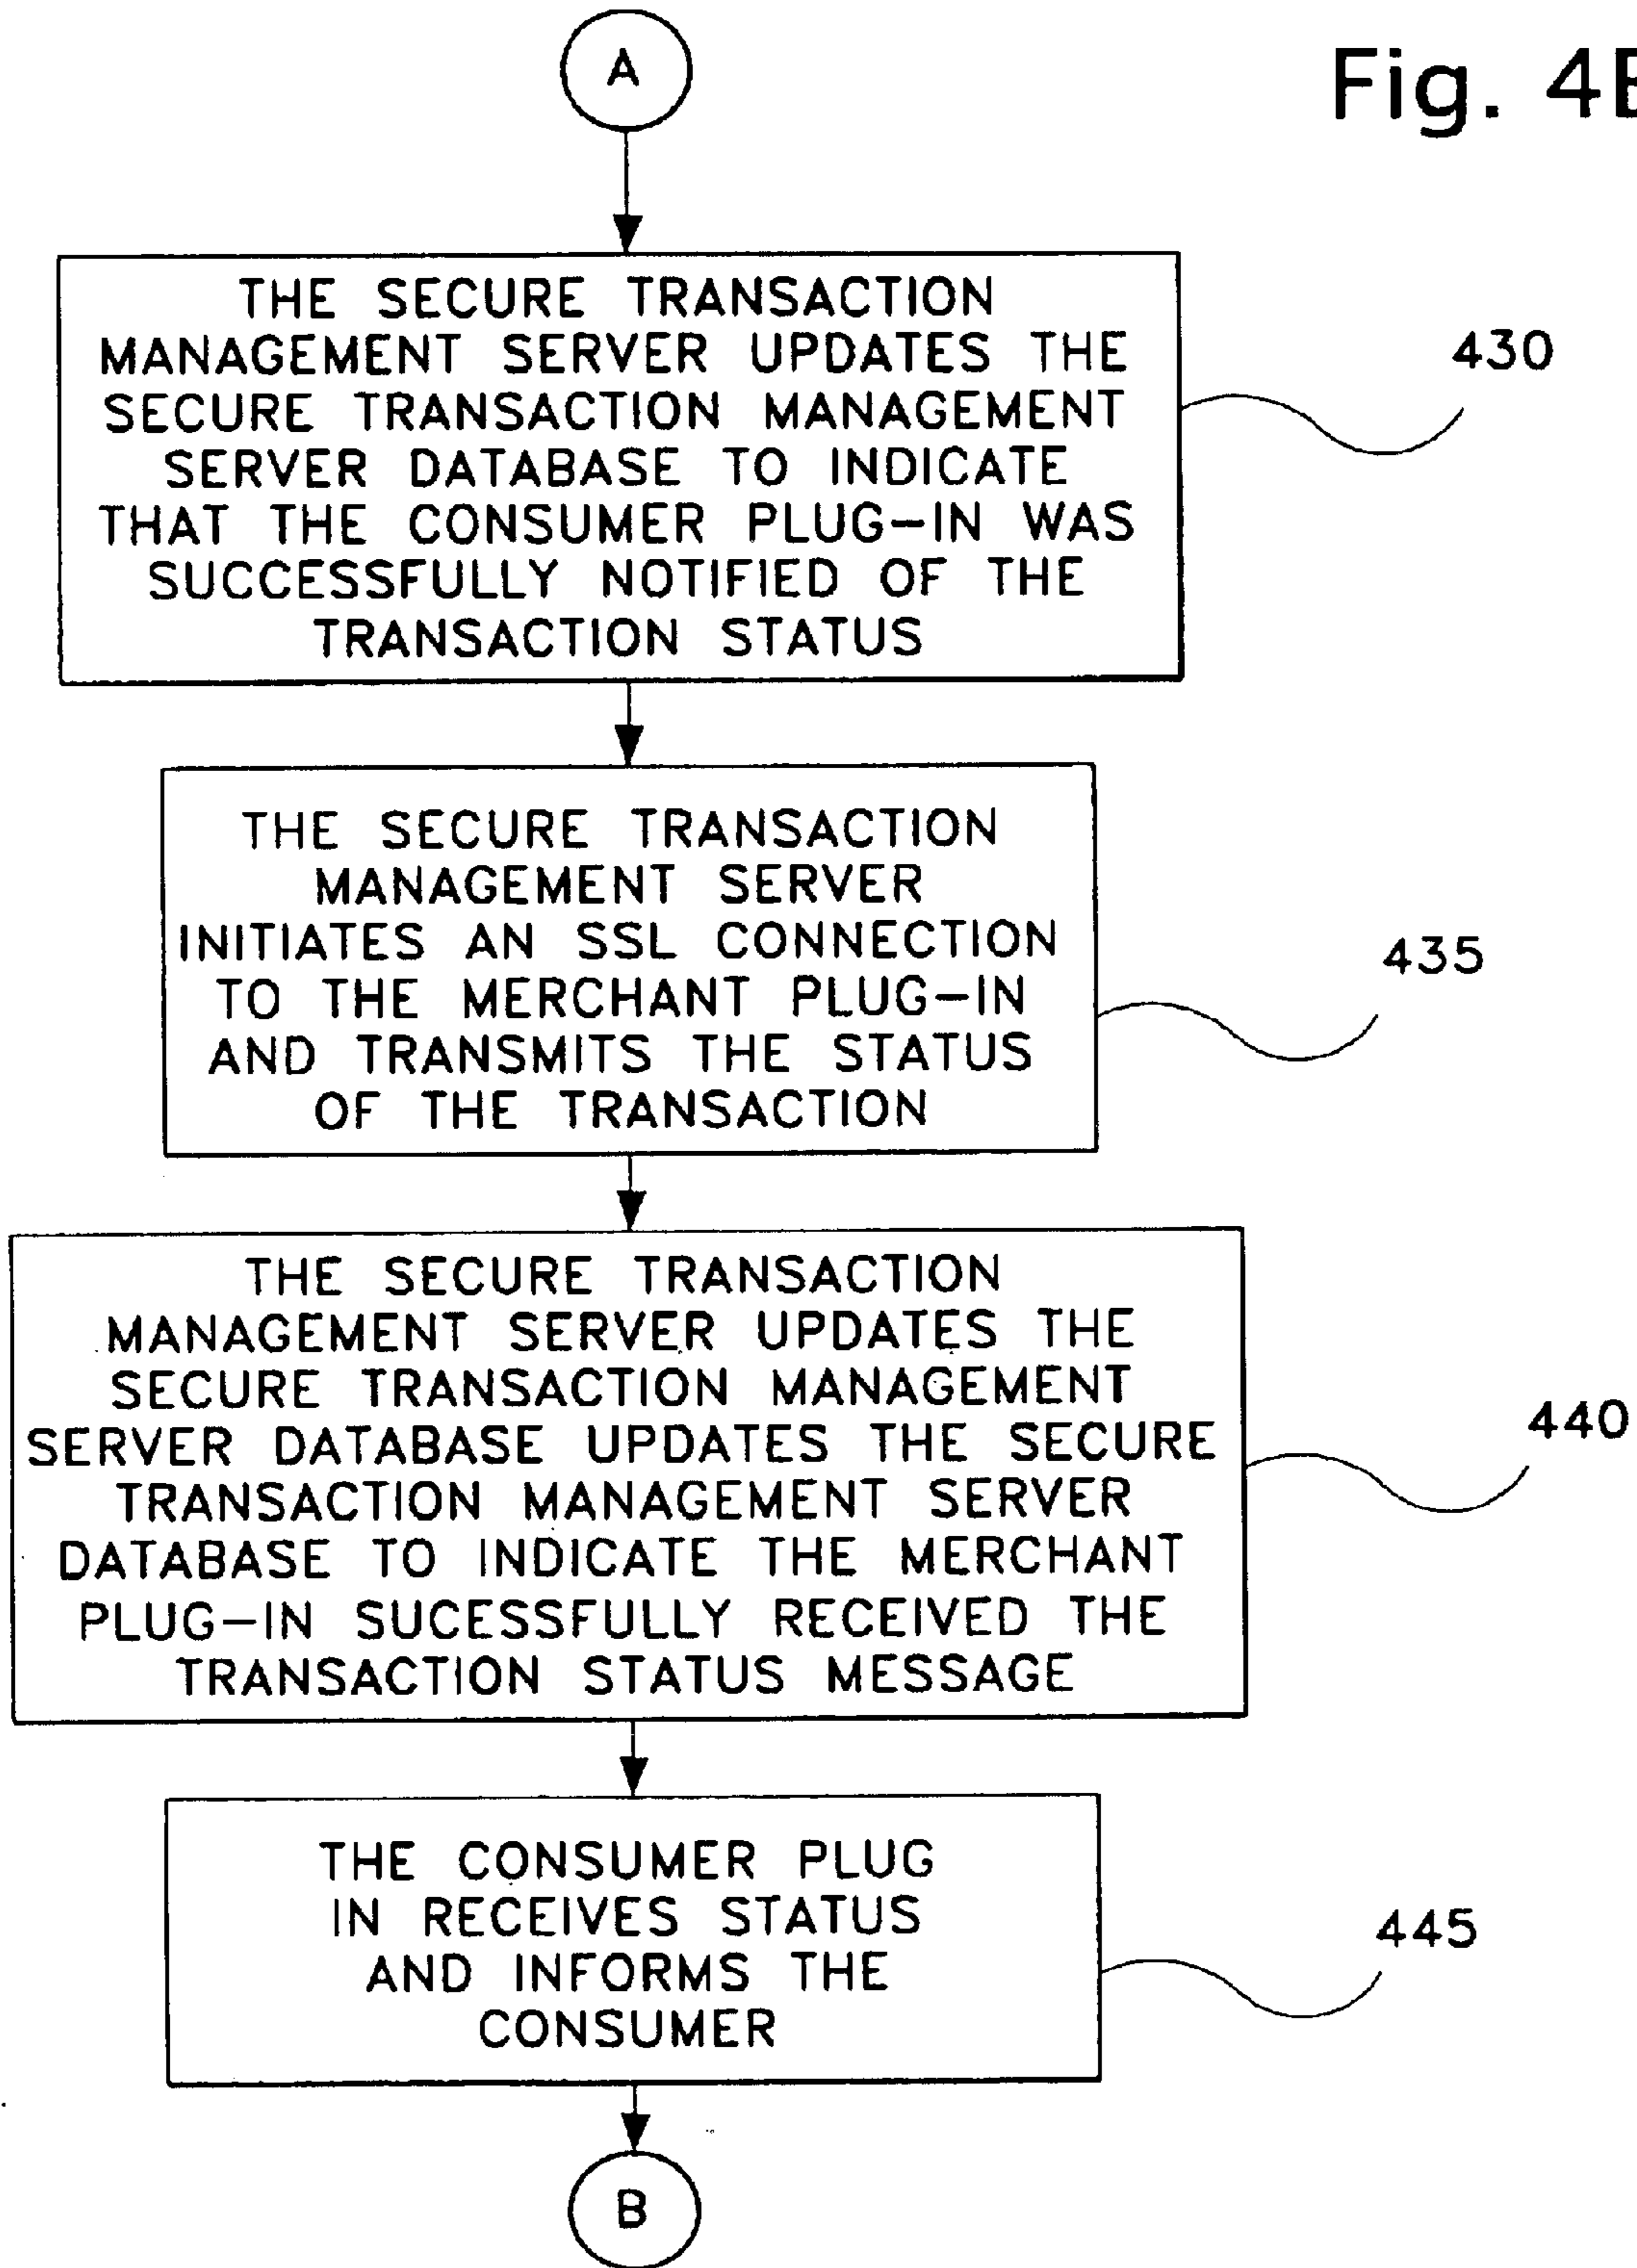 A
Fig. 4B
THE SECURE TRANSACTION
MANAGEMENT SERVER UPDATES THE
SECURE TRANSACTION MANAGEMENT
SERVER DATABASE TO INDICATE
THAT THE CONSUMER PLUG-IN WAS
SUCCESSFULLY NOTIFIED OF THE
TRANSACTION STATUS
430
THE SECURE TRANSACTION
MANAGEMENT SERVER
INITIATES AN SSL CONNECTION
TO THE MERCHANT PLUG-IN
AND TRANSMITS THE STATUS
OF THE TRANSACTION
435
THE SECURE TRANSACTION
MANAGEMENT SERVER UPDATES THE
SECURE TRANSACTION MANAGEMENT
SERVER DATABASE UPDATES THE SECURE
TRANSACTION MANAGEMENT SERVER
DATABASE TO INDICATE THE MERCHANT
PLUG-IN SUCESSFULLY RECEIVED THE
TRANSACTION STATUS MESSAGE
440
THE CONSUMER PLUG
IN RECEIVES STATUS
AND INFORMS THE
CONSUMER
445
B